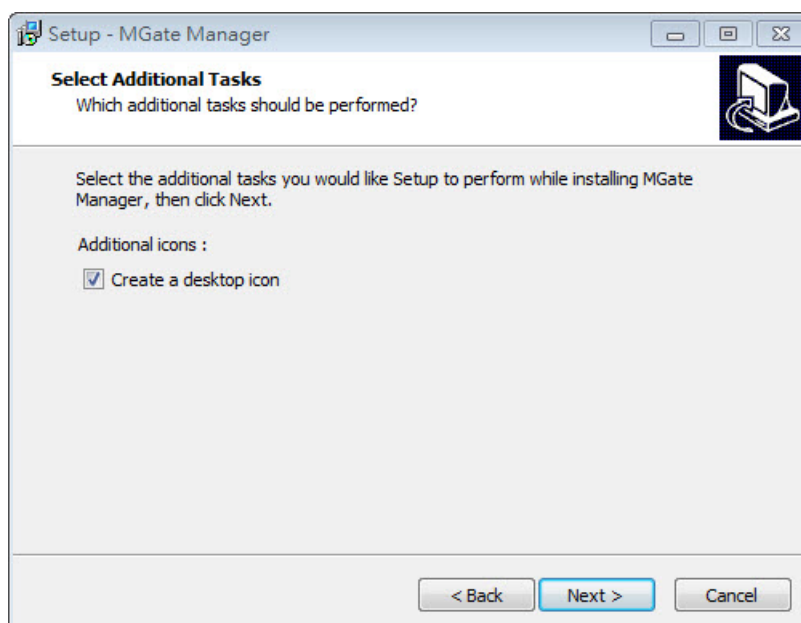 Setup - MGate Manager
Select Additional Tasks
Which additional tasks should be performed?
Select the additional tasks you would like Setup to perform while installing MGate
Manager, then click Next.
Additional icons :
Create a desktop icon
< Back
Next >
Cancel